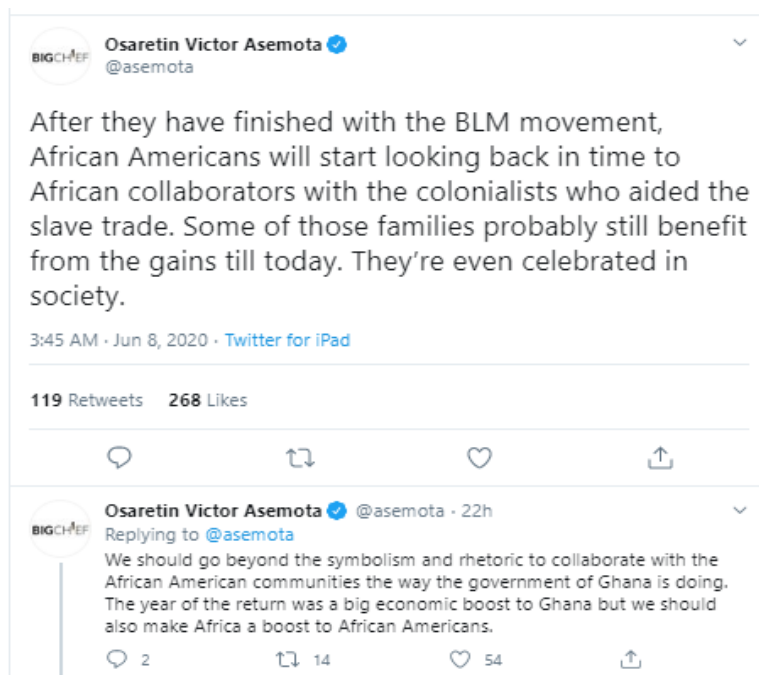 BIGCHIEF
Osaretin Victor Asemota
@asemota
After they have finished with the BLM movement,
African Americans will start looking back in time to
African collaborators with the colonialists who aided the
slave trade. Some of those families probably still benefit
from the gains till today. They're even celebrated in
society.
3:45 AM · Jun 8, 2020 · Twitter for iPad
119 Retweets 268 Likes
BIGCHIEF
Osaretin Victor Asemota @asemota · 22h
Replying to @asemota
We should go beyond the symbolism and rhetoric to collaborate with the
African American communities the way the government of Ghana is doing.
The year of the return was a big economic boost to Ghana but we should
also make Africa a boost to African Americans.
2 14 54